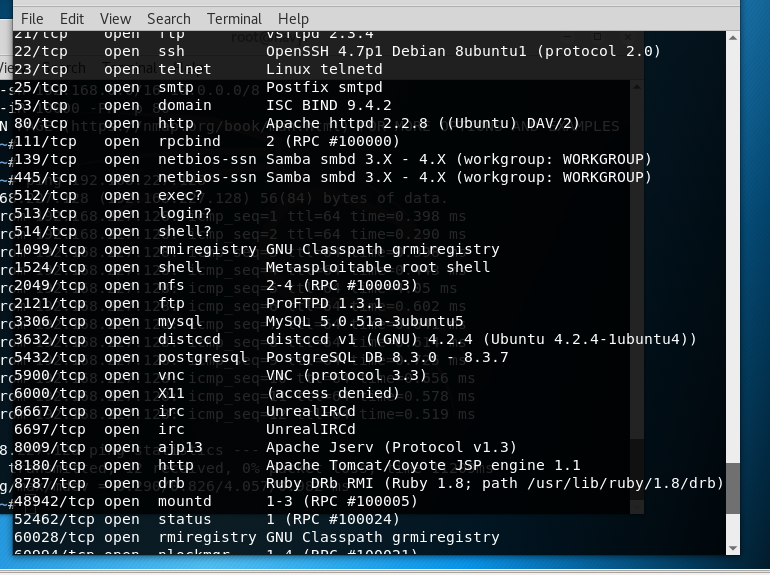 File Edit View Search Terminal Help
21/tcp open ftp vsftpd 2.3.4
22/tcp open ssh OpenSSH 4.7p1 Debian 8ubuntu1 (protocol 2.0)
23/tcp open telnet Linux telnetd
25/tcp open smtp Postfix smtpd
53/tcp open domain ISC BIND 9.4.2
80/tcp open http Apache httpd 2.2.8 ((Ubuntu) DAV/2)
111/tcp open rpcbind 2 (RPC #100000)
139/tcp open netbios-ssn Samba smbd 3.X - 4.X (workgroup: WORKGROUP)
445/tcp open netbios-ssn Samba smbd 3.X - 4.X (workgroup: WORKGROUP)
512/tcp open exec?
513/tcp open login?
514/tcp open shell?
1099/tcp open rmiregistry GNU Classpath grmiregistry
1524/tcp open shell Metasploitable root shell
2049/tcp open nfs 2-4 (RPC #100003)
2121/tcp open ftp ProFTPD 1.3.1
3306/tcp open mysql MySQL 5.0.51a-3ubuntu5
3632/tcp open distccd distccd v1 ((GNU) 4.2.4 (Ubuntu 4.2.4-1ubuntu4))
5432/tcp open postgresql PostgreSQL DB 8.3.0 - 8.3.7
5900/tcp open vnc VNC (protocol 3.3)
6000/tcp open X11 (access denied)
6667/tcp open irc UnrealIRCd
6697/tcp open irc UnrealIRCd
8009/tcp open ajp13 Apache Jserv (Protocol v1.3)
8180/tcp open http Apache Tomcat/Coyote JSP engine 1.1
8787/tcp open drb Ruby DRb RMI (Ruby 1.8; path /usr/lib/ruby/1.8/drb)
48942/tcp open mountd 1-3 (RPC #100005)
52462/tcp open status 1 (RPC #100024)
60028/tcp open rmiregistry GNU Classpath grmiregistry
60994/tcp open nlockmgr 1-4 (RPC #100021)